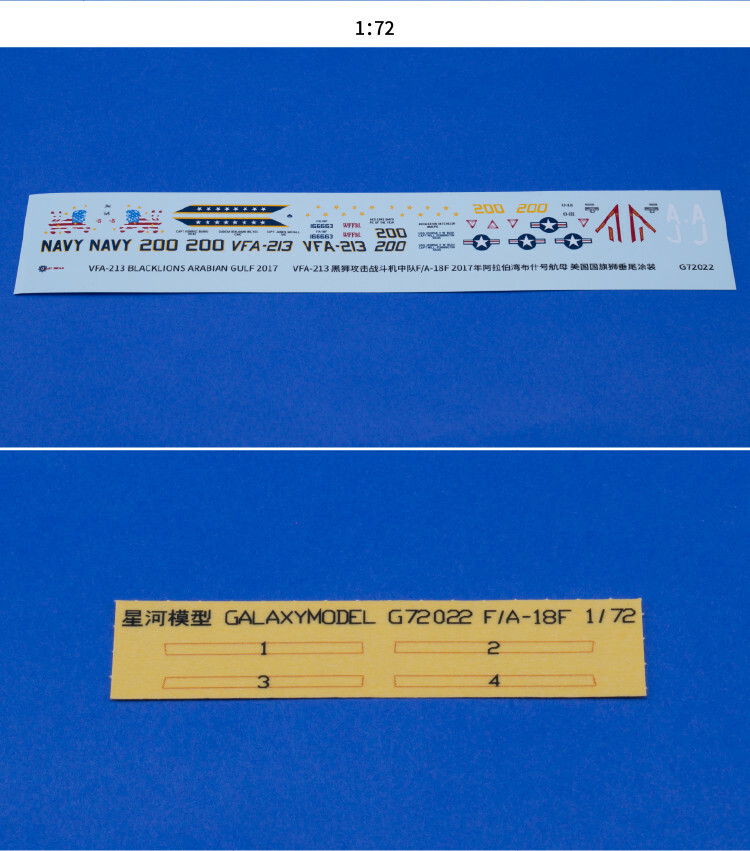 1:72
200 200
166663
200
NAVY NAVY 200 200 VFA-213 VFA-213 200
166663
VFA-213 BLACKLIONS ARABIAN GULF 2017 VFA-213 黑狮攻击战斗机中队F/A-18F 2017年阿拉伯湾布什号航母 美国国旗狮垂尾涂装 G72022
星河模型 GALAXYMODEL G72022 F/A-18F 1/72
1 2
3 4